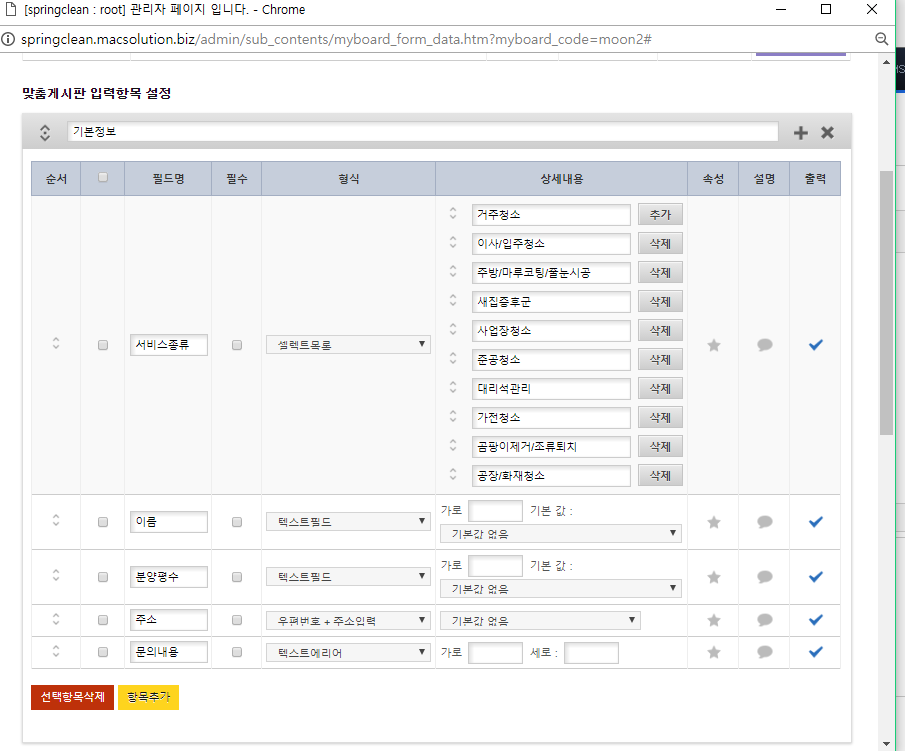 [springclean : root] 관리자 페이지 입니다. - Chrome
springclean.macsolution.biz/admin/sub_contents/myboard_form_data.htm?myboard_code=moon2#
맞춤게시판 입력항목 설정
기본정보
순서 필드명 필수 형식 상세내용 속성 설명 출력
거주청소 추가
이사/입주청소 삭제
주방/마루코팅/줄눈시공 삭제
새집증후군 삭제
서비스종류 셀렉트목록 사업장청소 삭제
준공청소 삭제
대리석관리 삭제
가전청소 삭제
곰팡이제거/조류퇴치 삭제
공장/화재청소 삭제
이름 텍스트필드 가로 기본 값 :
기본값 없음
분양평수 텍스트필드 가로 기본 값 :
기본값 없음
주소 우편번호 + 주소입력 기본값 없음
문의내용 텍스트에리어 가로 세로 :
선택항목삭제 항목추가